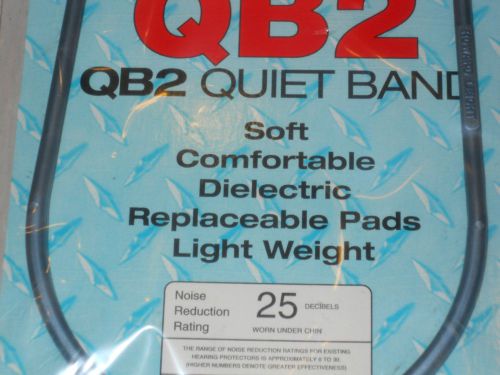 QB2
QB2 QUIET BAND
Soft
Comfortable
Dielectric
Replaceable Pads
Light Weight
Noise
Reduction
Rating
25 DECIBELS
WORN UNDER CHIN
THE RANGE OF NOISE REDUCTION RATINGS FOR EXISTING
HEARING PROTECTORS IS APPROXIMATELY 0 TO 30.
(HIGHER NUMBERS DENOTE GREATER EFFECTIVENESS)